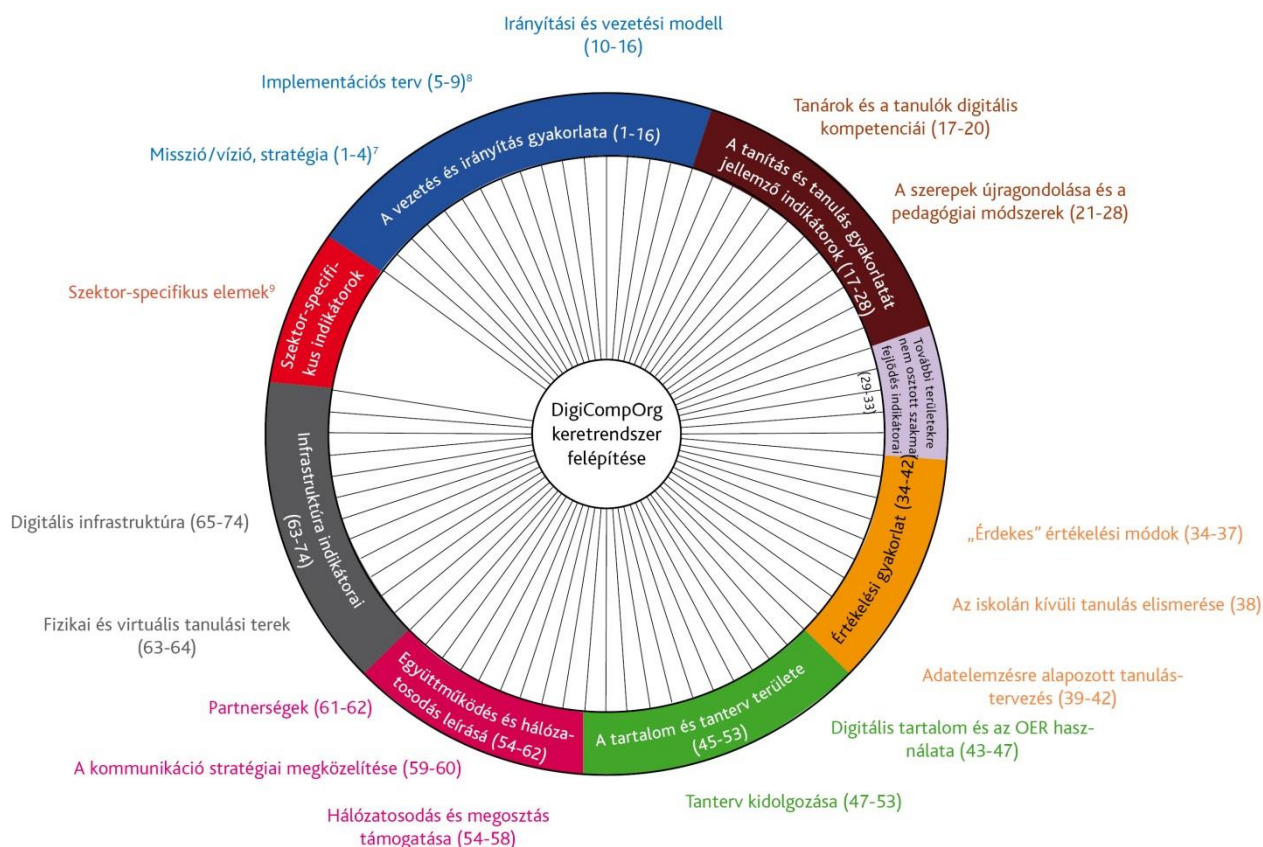 Irányítási és vezetési modell
(10-16)
Implementációs terv (5-9)⁸
Misszió/vízió, stratégia (1-4)⁷
Szektor-specifikus elemek⁹
Tanárok és a tanulók digitális
kompetenciái (17-20)
A szerepek újragondolása és a
pedagógiai módszerek (21-28)
A vezetés és irányítás gyakorlata (1-16)
A tanítás és tanulás gyakorlatát
jellemző indikátorok (17-28)
Szektor-specifi-
kus indikátorok
További területekre
nem osztott szakmai
fejlődés indikátorai
(29-33)
DigiCompOrg
keretrendszer
felépítése
Értékelési gyakorlat (34-42)
Infrastruktúra indikátorai
(63-74)
A tartalom és tanterv területe
(45-53)
Együttműködés és hálóza-
tosodás leírásá (54-62)
„Érdekes” értékelési módok (34-37)
Az iskolán kívüli tanulás elismerése (38)
Adatelemzésre alapozott tanulás-
tervezés (39-42)
Digitális tartalom és az OER hasz-
nálata (43-47)
Tanterv kidolgozása (47-53)
Digitális infrastruktúra (65-74)
Fizikai és virtuális tanulási terek
(63-64)
Partnerségek (61-62)
A kommunikáció stratégiai megközelítése (59-60)
Hálózatosodás és megosztás
támogatása (54-58)